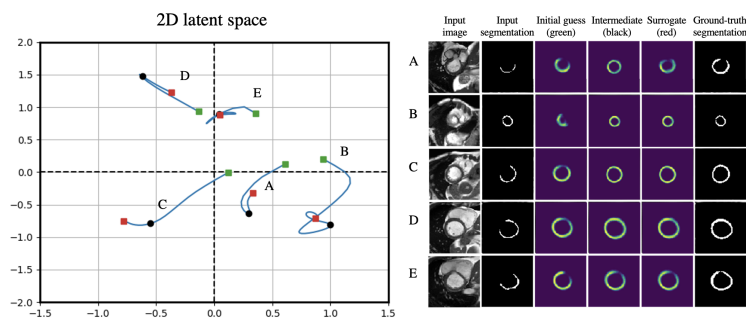 2D latent space
2.0
1.5
1.0
0.5
0.0
−0.5
−1.0
−1.5
−2.0
−1.5 −1.0 −0.5 0.0 0.5 1.0 1.5
D
E
B
A
C
Input image
Input segmentation
Initial guess (green)
Intermediate (black)
Surrogate (red)
Ground-truth segmentation
A
B
C
D
E